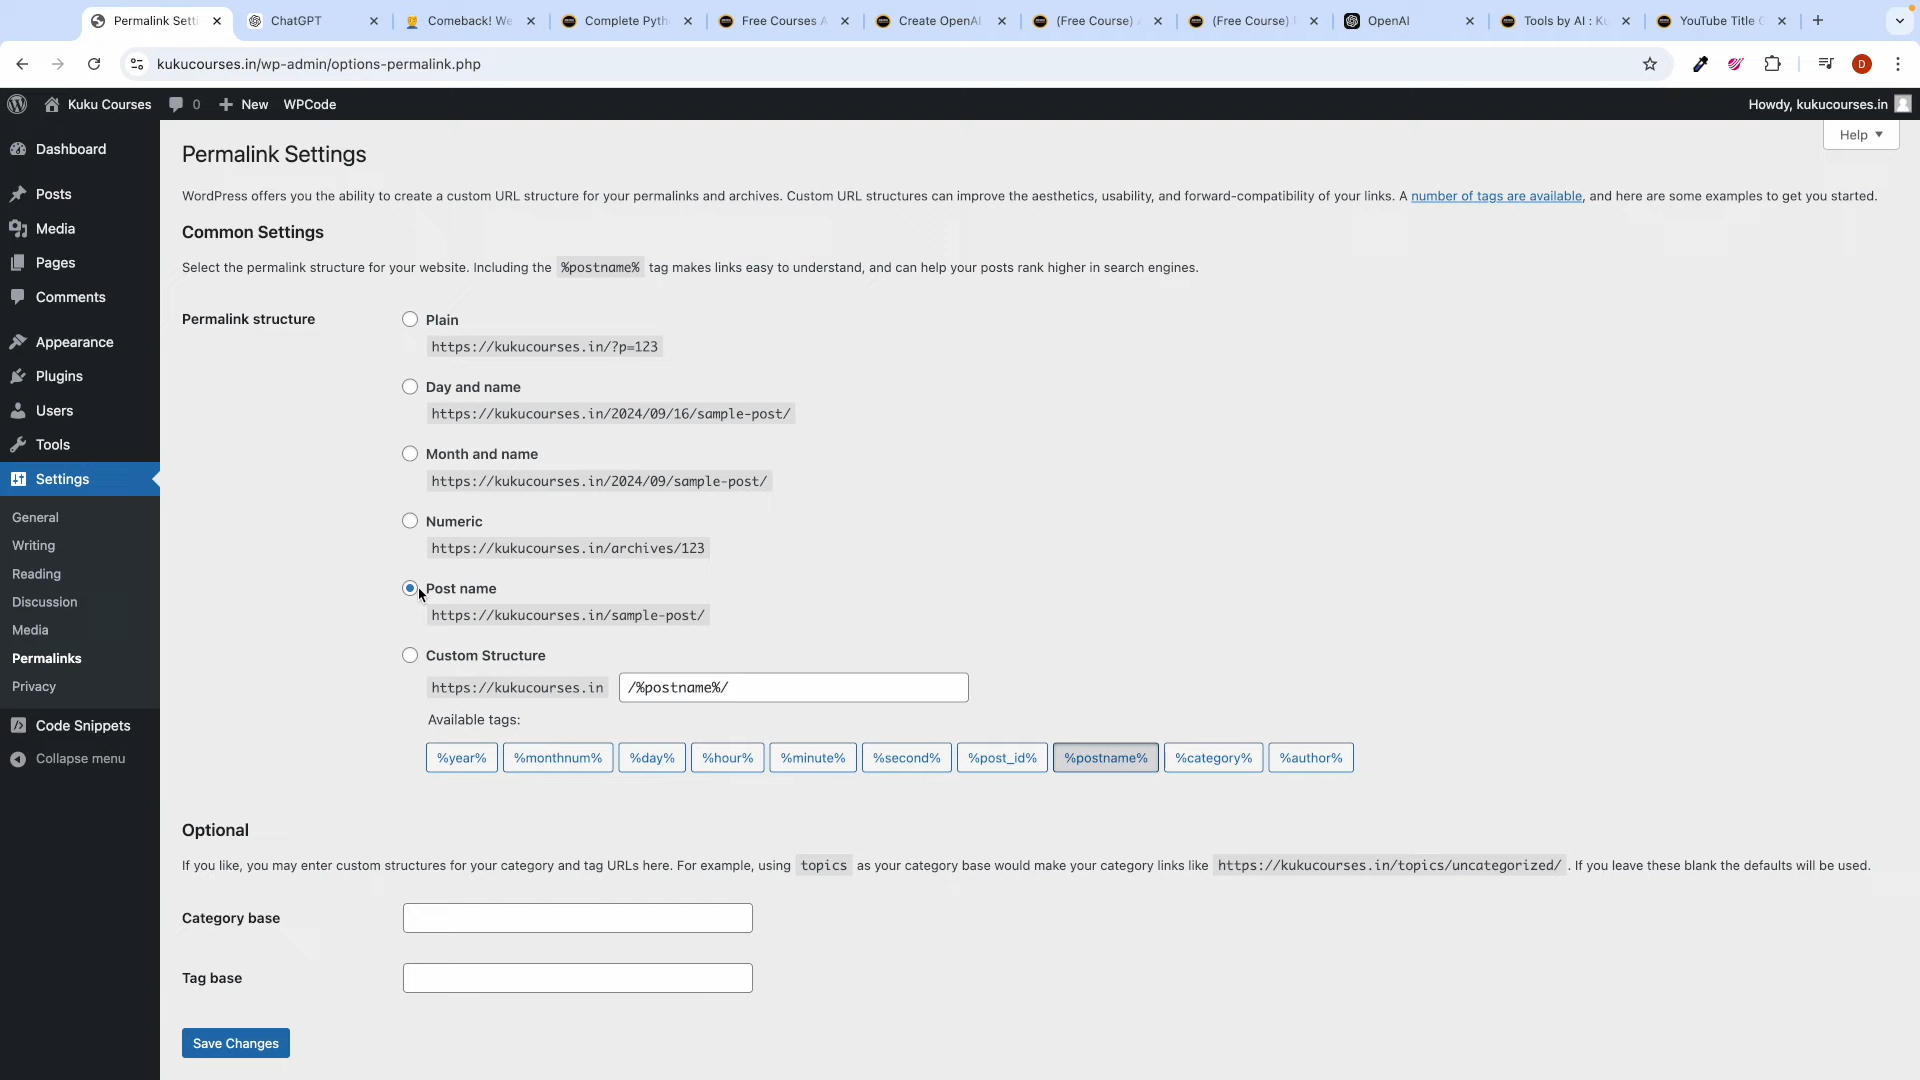 Permalink Setti
ChatGPT
Comeback! We
Complete Pyth
Free Courses A
Create OpenAI
(Free Course)
(Free Course)
OpenAI
Tools by AI : Ku
YouTube Title G
kukucourses.in/wp-admin/options-permalink.php
D
Kuku Courses
0
New
WPCode
Howdy, kukucourses.in
Help
Dashboard
Posts
Media
Pages
Comments
Appearance
Plugins
Users
Tools
Settings
General
Writing
Reading
Discussion
Media
Permalinks
Privacy
Code Snippets
Collapse menu
Permalink Settings
WordPress offers you the ability to create a custom URL structure for your permalinks and archives. Custom URL structures can improve the aesthetics, usability, and forward-compatibility of your links. A number of tags are available, and here are some examples to get you started.
Common Settings
Select the permalink structure for your website. Including the %postname% tag makes links easy to understand, and can help your posts rank higher in search engines.
Permalink structure
Plain
https://kukucourses.in/?p=123
Day and name
https://kukucourses.in/2024/09/16/sample-post/
Month and name
https://kukucourses.in/2024/09/sample-post/
Numeric
https://kukucourses.in/archives/123
Post name
https://kukucourses.in/sample-post/
Custom Structure
https://kukucourses.in /%postname%/
Available tags:
%year% %monthnum% %day% %hour% %minute% %second% %post_id% %postname% %category% %author%
Optional
If you like, you may enter custom structures for your category and tag URLs here. For example, using topics as your category base would make your category links like https://kukucourses.in/topics/uncategorized/ . If you leave these blank the defaults will be used.
Category base
Tag base
Save Changes